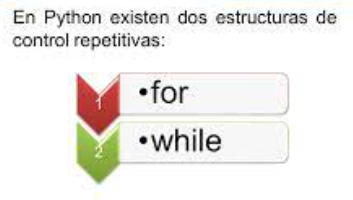 En Python existen dos estructuras de
control repetitivas:
1
•for
2
•while